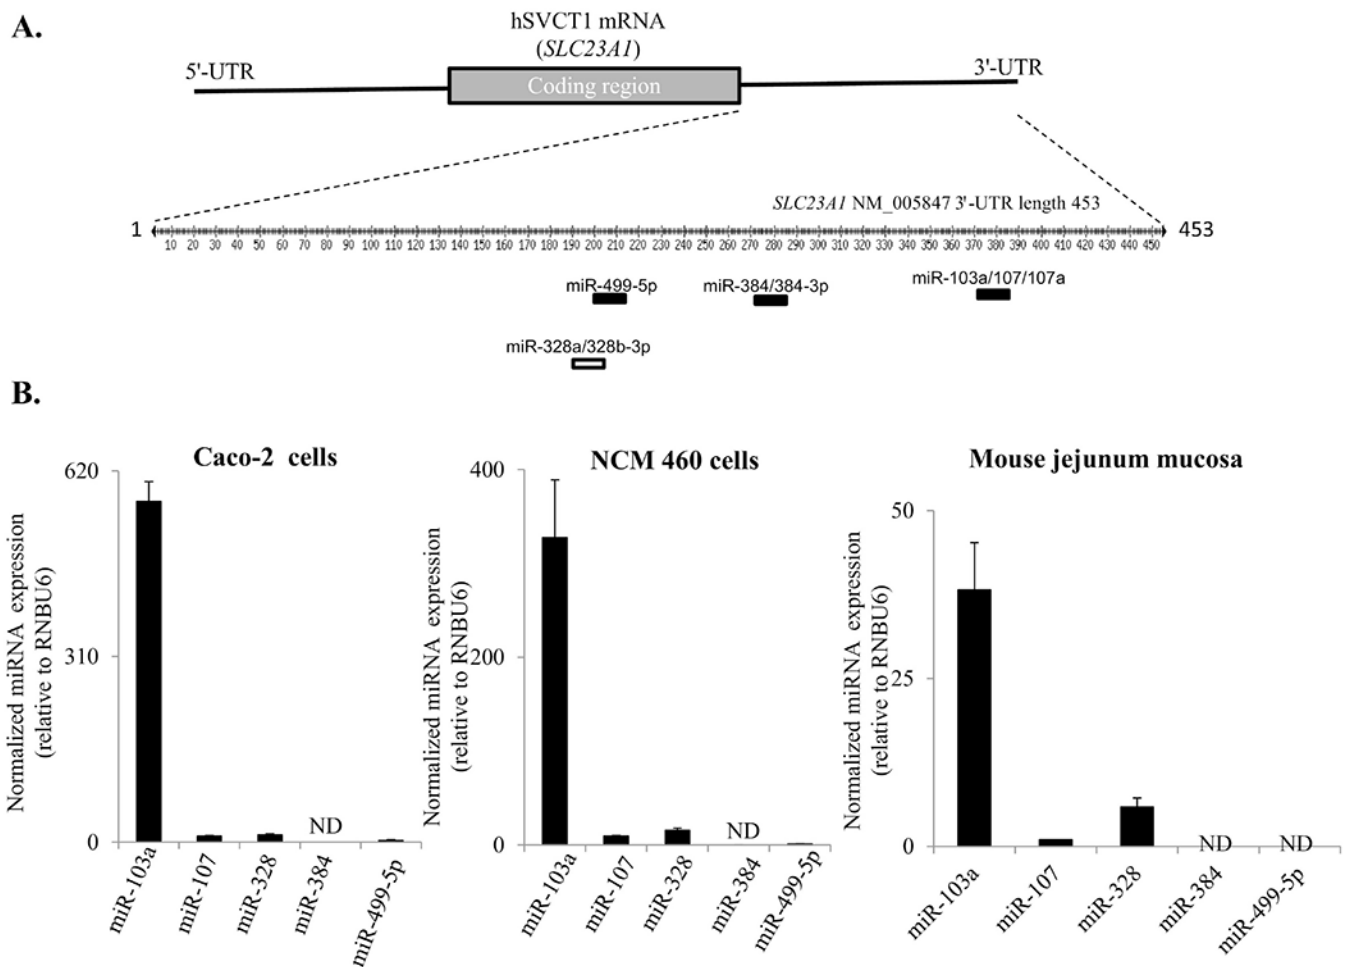 A.
hSVCT1 mRNA
(SLC23A1)
5'-UTR
Coding region
3'-UTR
SLC23A1 NM_005847 3'-UTR length 453
1
453
10 20 30 40 50 60 70 80 90 100 110 120 130 140 150 160 170 180 190 200 210 220 230 240 250 260 270 280 290 300 310 320 330 340 350 360 370 380 390 400 410 420 430 440 450
miR-499-5p
miR-384/384-3p
miR-103a/107/107a
miR-328a/328b-3p
B.
Caco-2 cells
Normalized miRNA expression
(relative to RNBU6)
620
310
0
ND
miR-103a
miR-107
miR-328
miR-384
miR-499-5p
NCM 460 cells
Normalized miRNA expression
(relative to RNBU6)
400
200
0
ND
miR-103a
miR-107
miR-328
miR-384
miR-499-5p
Mouse jejunum mucosa
Normalized miRNA expression
(relative to RNBU6)
50
25
0
ND
ND
miR-103a
miR-107
miR-328
miR-384
miR-499-5p